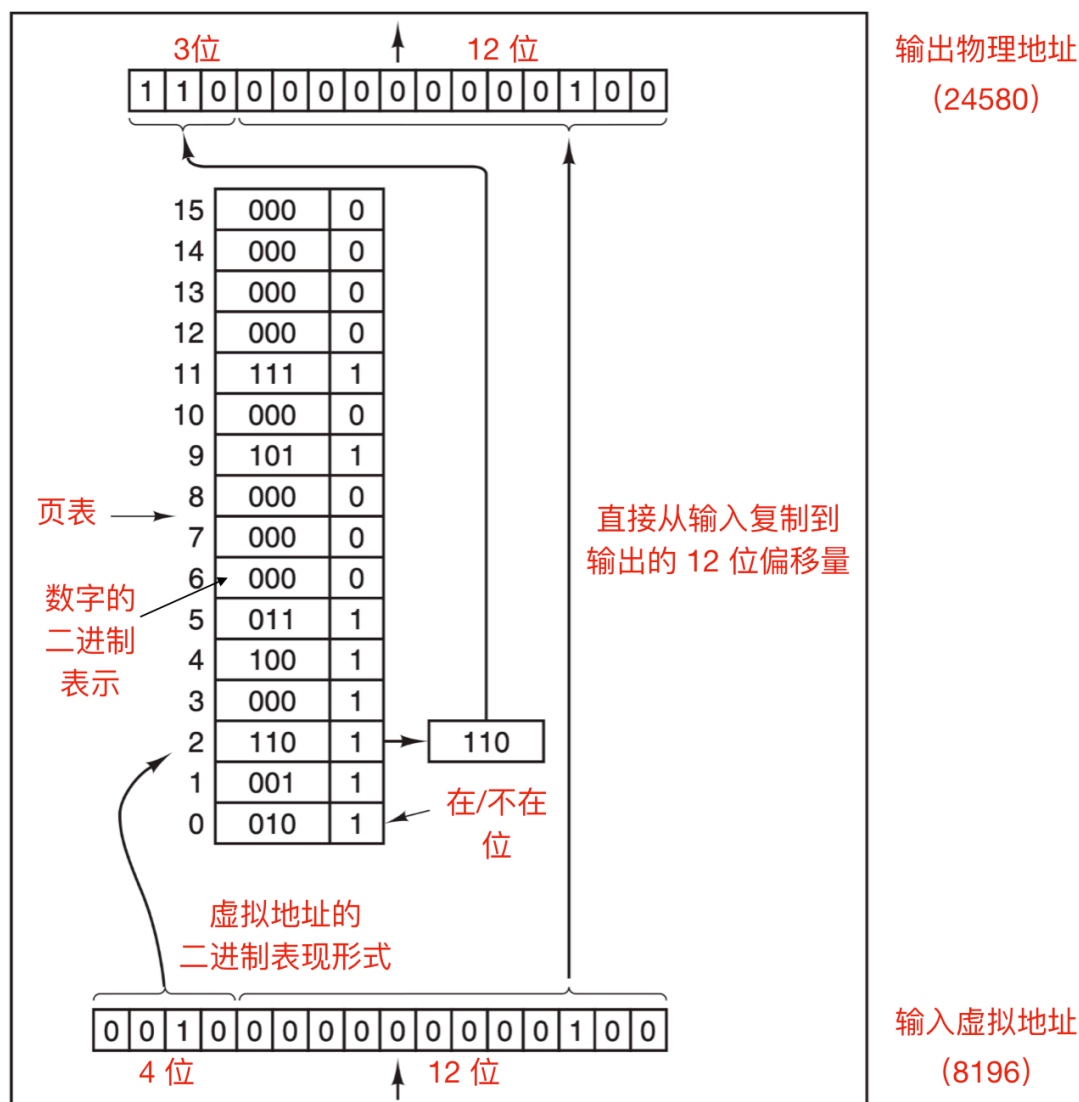 3位 12 位 输出物理地址
1 1 0 0 0 0 0 0 0 0 0 0 1 0 0 (24580)
15 000 0
14 000 0
13 000 0
12 000 0
11 111 1
10 000 0
9 101 1
8 000 0
页表
7 000 0
直接从输入复制到
输出的 12 位偏移量
6 000 0
数字的
二进制
表示
5 011 1
4 100 1
3 000 1
2 110 1 110
1 001 1
0 010 1
在/不在
位
虚拟地址的
二进制表现形式
0 0 1 0 0 0 0 0 0 0 0 0 0 1 0 0 输入虚拟地址
4 位 12 位 (8196)